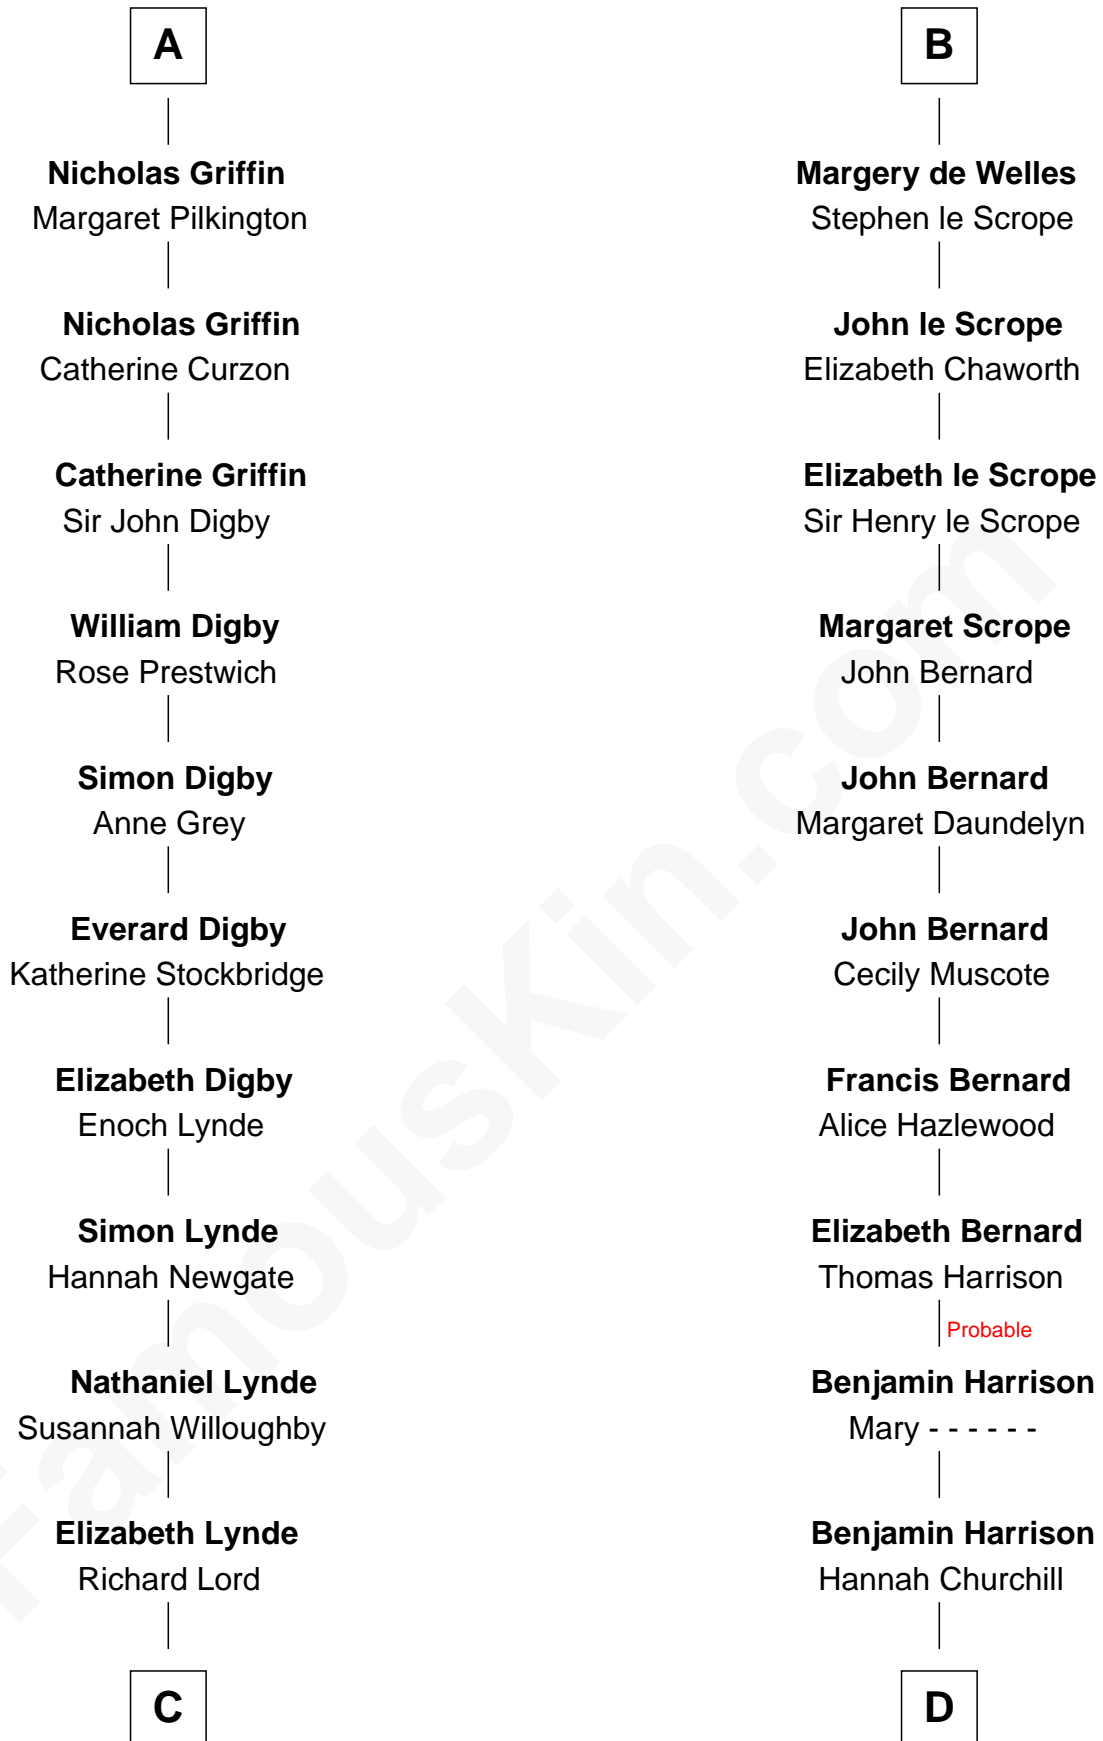 A
Nicholas Griffin
Margaret Pilkington
Nicholas Griffin
Catherine Curzon
Catherine Griffin
Sir John Digby
William Digby
Rose Prestwich
Simon Digby
Anne Grey
Everard Digby
Katherine Stockbridge
Elizabeth Digby
Enoch Lynde
Simon Lynde
Hannah Newgate
Nathaniel Lynde
Susannah Willoughby
Elizabeth Lynde
Richard Lord
C
B
Margery de Welles
Stephen le Scrope
John le Scrope
Elizabeth Chaworth
Elizabeth le Scrope
Sir Henry le Scrope
Margaret Scrope
John Bernard
John Bernard
Margaret Daundelyn
John Bernard
Cecily Muscote
Francis Bernard
Alice Hazlewood
Elizabeth Bernard
Thomas Harrison
Probable
Benjamin Harrison
Mary - - - - - -
Benjamin Harrison
Hannah Churchill
D
FamousKin.com